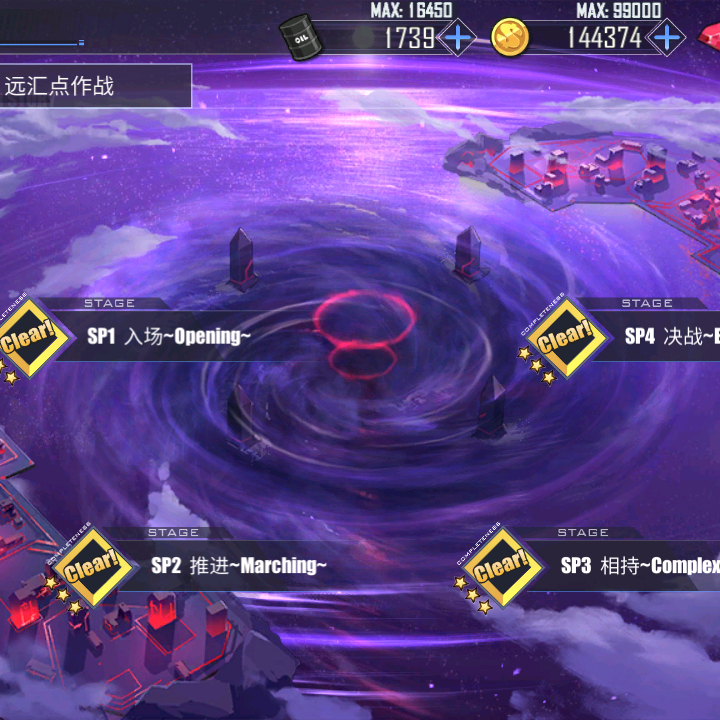 MAX: 16450
MAX: 99000
OIL
1739
144374
远汇点作战
STAGE
Clear!
SP1 入场~Opening~
STAGE
COMPLETENESS
Clear!
SP4 决战~
STAGE
COMPLETENESS
Clear!
SP2 推进~Marching~
STAGE
COMPLETENESS
Clear!
SP3 相持~Complex